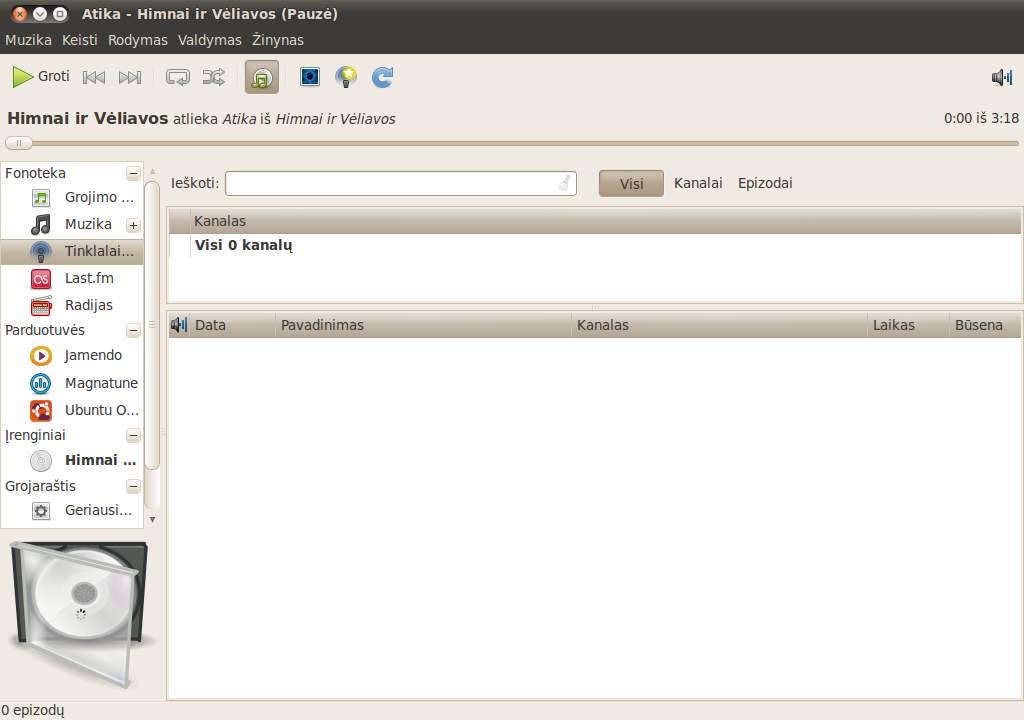 Atika - Himnai ir Vėliavos (Pauzė)
Muzika Keisti Rodymas Valdymas Žinynas
Groti
Himnai ir Vėliavos atlieka Atika iš Himnai ir Vėliavos
0:00 iš 3:18
Fonoteka
Grojimo ...
Muzika
Tinklalai...
Last.fm
Radijas
Parduotuvės
Jamendo
Magnatune
Ubuntu O...
Įrenginiai
Himnai ...
Grojaraštis
Geriausi...
Ieškoti:
Visi Kanalai Epizodai
Kanalas
Visi 0 kanalų
Data Pavadinimas Kanalas Laikas Būsena
0 epizodų